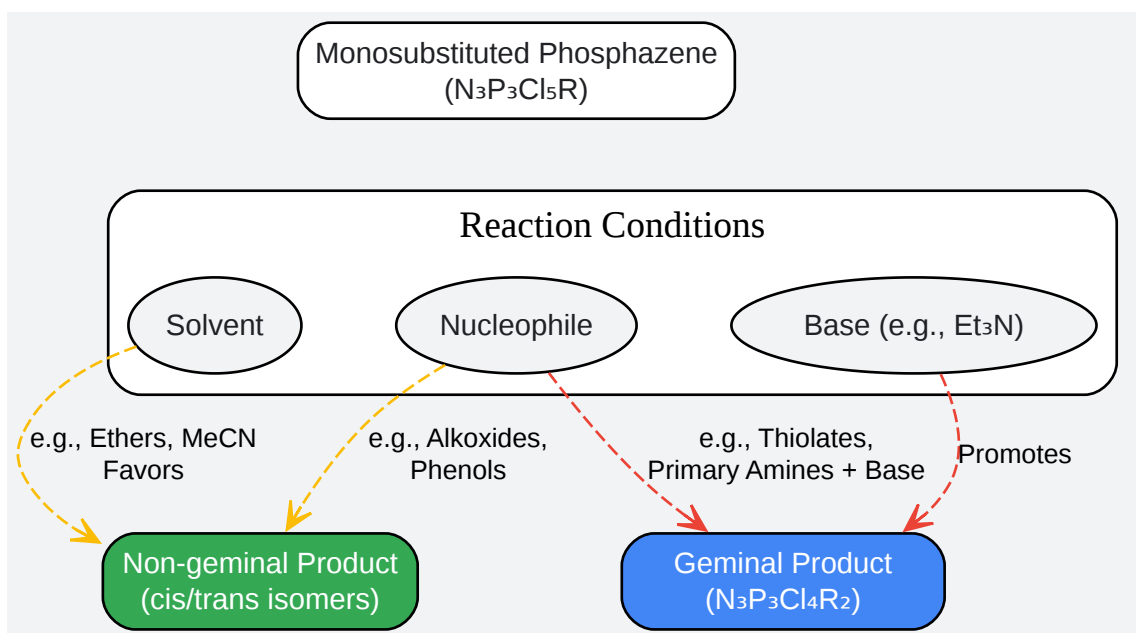 Monosubstituted Phosphazene
(N₃P₃Cl₅R)
Reaction Conditions
Solvent
Nucleophile
Base (e.g., Et₃N)
e.g., Ethers, MeCN
Favors
e.g., Alkoxides,
Phenols
e.g., Thiolates,
Primary Amines + Base
Promotes
Non-geminal Product
(cis/trans isomers)
Geminal Product
(N₃P₃Cl₄R₂)